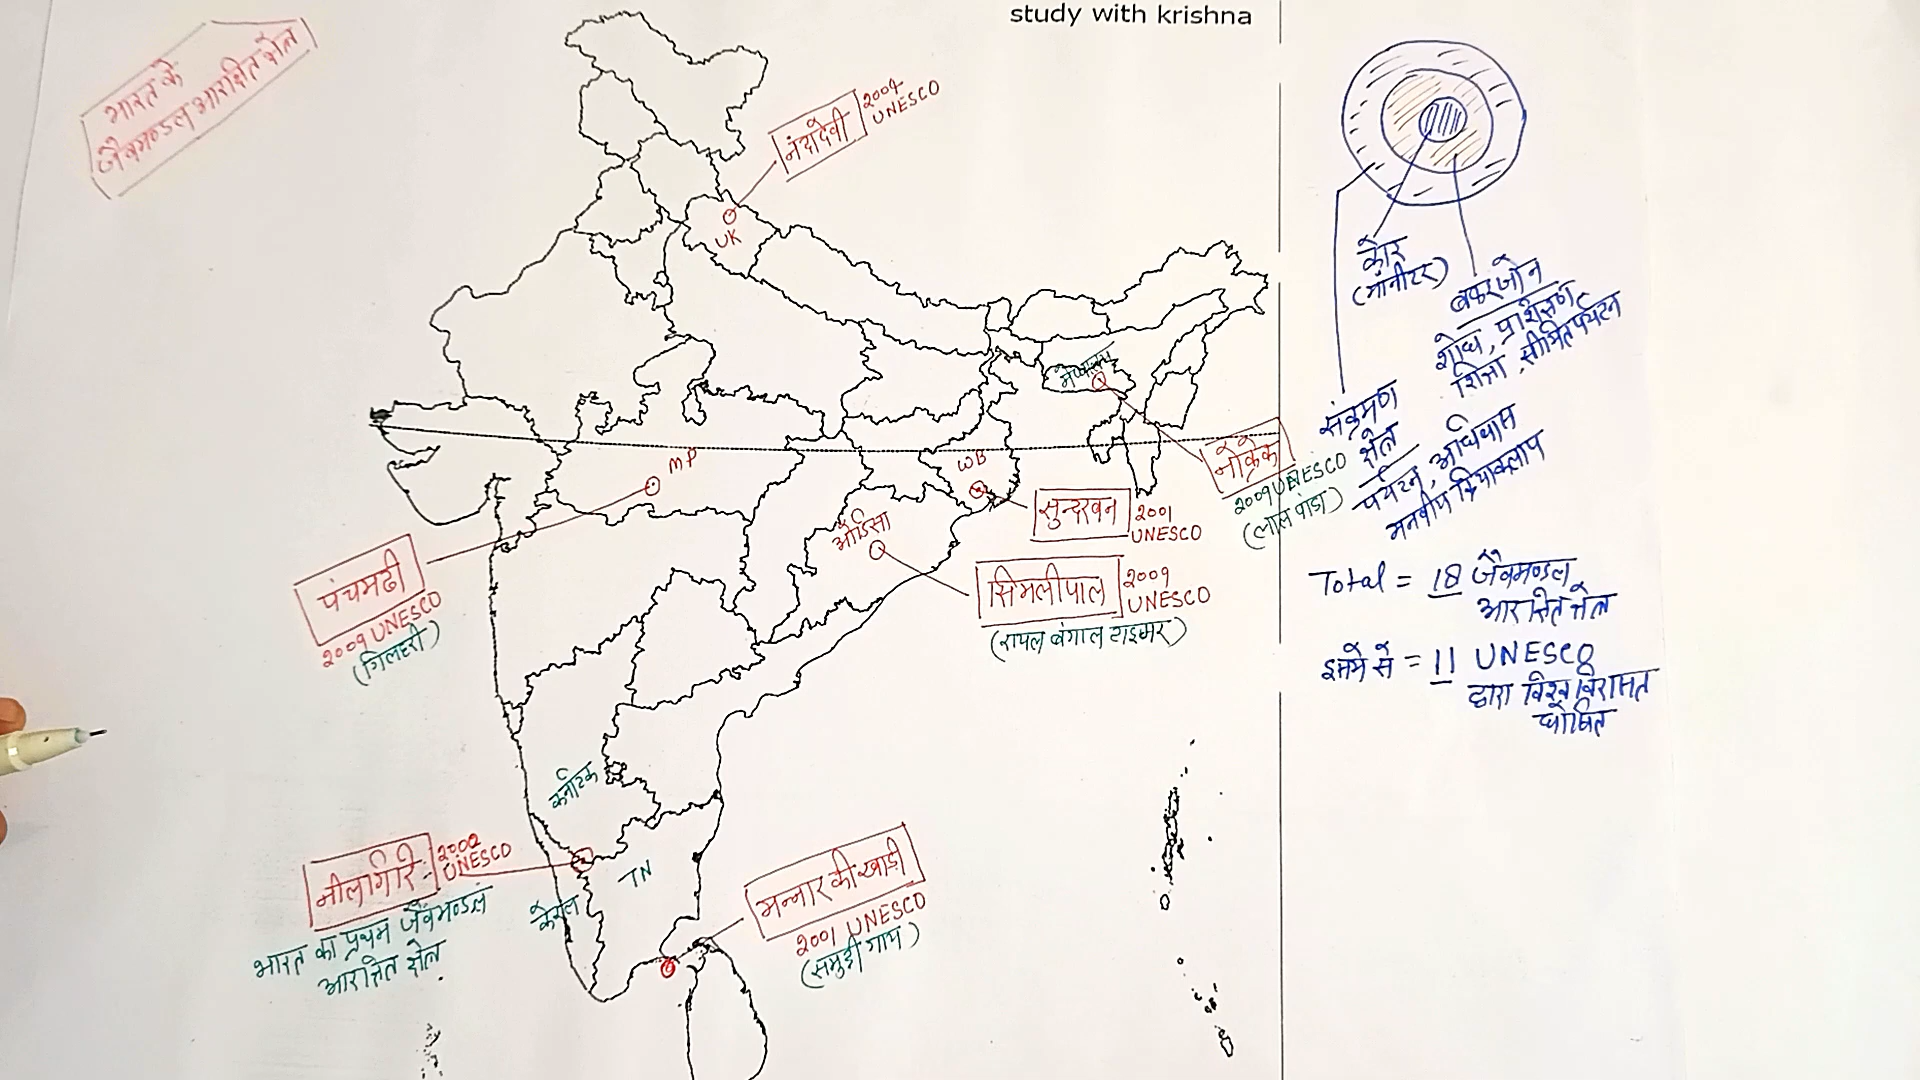 study with krishna
भारत के
जैवमण्डल आरक्षित क्षेत्र
नंदादेवी
2004
UNESCO
UK
कोर
(मॉनीटर)
बफर जोन
शोध, प्रशिक्षण,
शिक्षा, सीमित पर्यटन
संक्रमण
क्षेत्र
पर्यटन, अधिवास
मानवीय क्रियाकलाप
मेघालय
नोक्रेक
2009 UNESCO
(लाल पांडा)
MP
पंचमढी
2009 UNESCO
(गिलहरी)
WB
सुन्दरवन
2001
UNESCO
ओडिसा
सिमलीपाल
2009
UNESCO
(रायल बंगाल टाइगर)
Total = 18 जैवमण्डल
आरक्षित क्षेत्र
इनमे से = 11 UNESCO
द्वारा विश्व विरासत
घोषित
कर्नाटक
नीलगिरि
2000
UNESCO
भारत का प्रथम जैवमण्डल
आरक्षित क्षेत्र
TN
केरल
मन्नार की खाडी
2001 UNESCO
(समुद्री गाय)